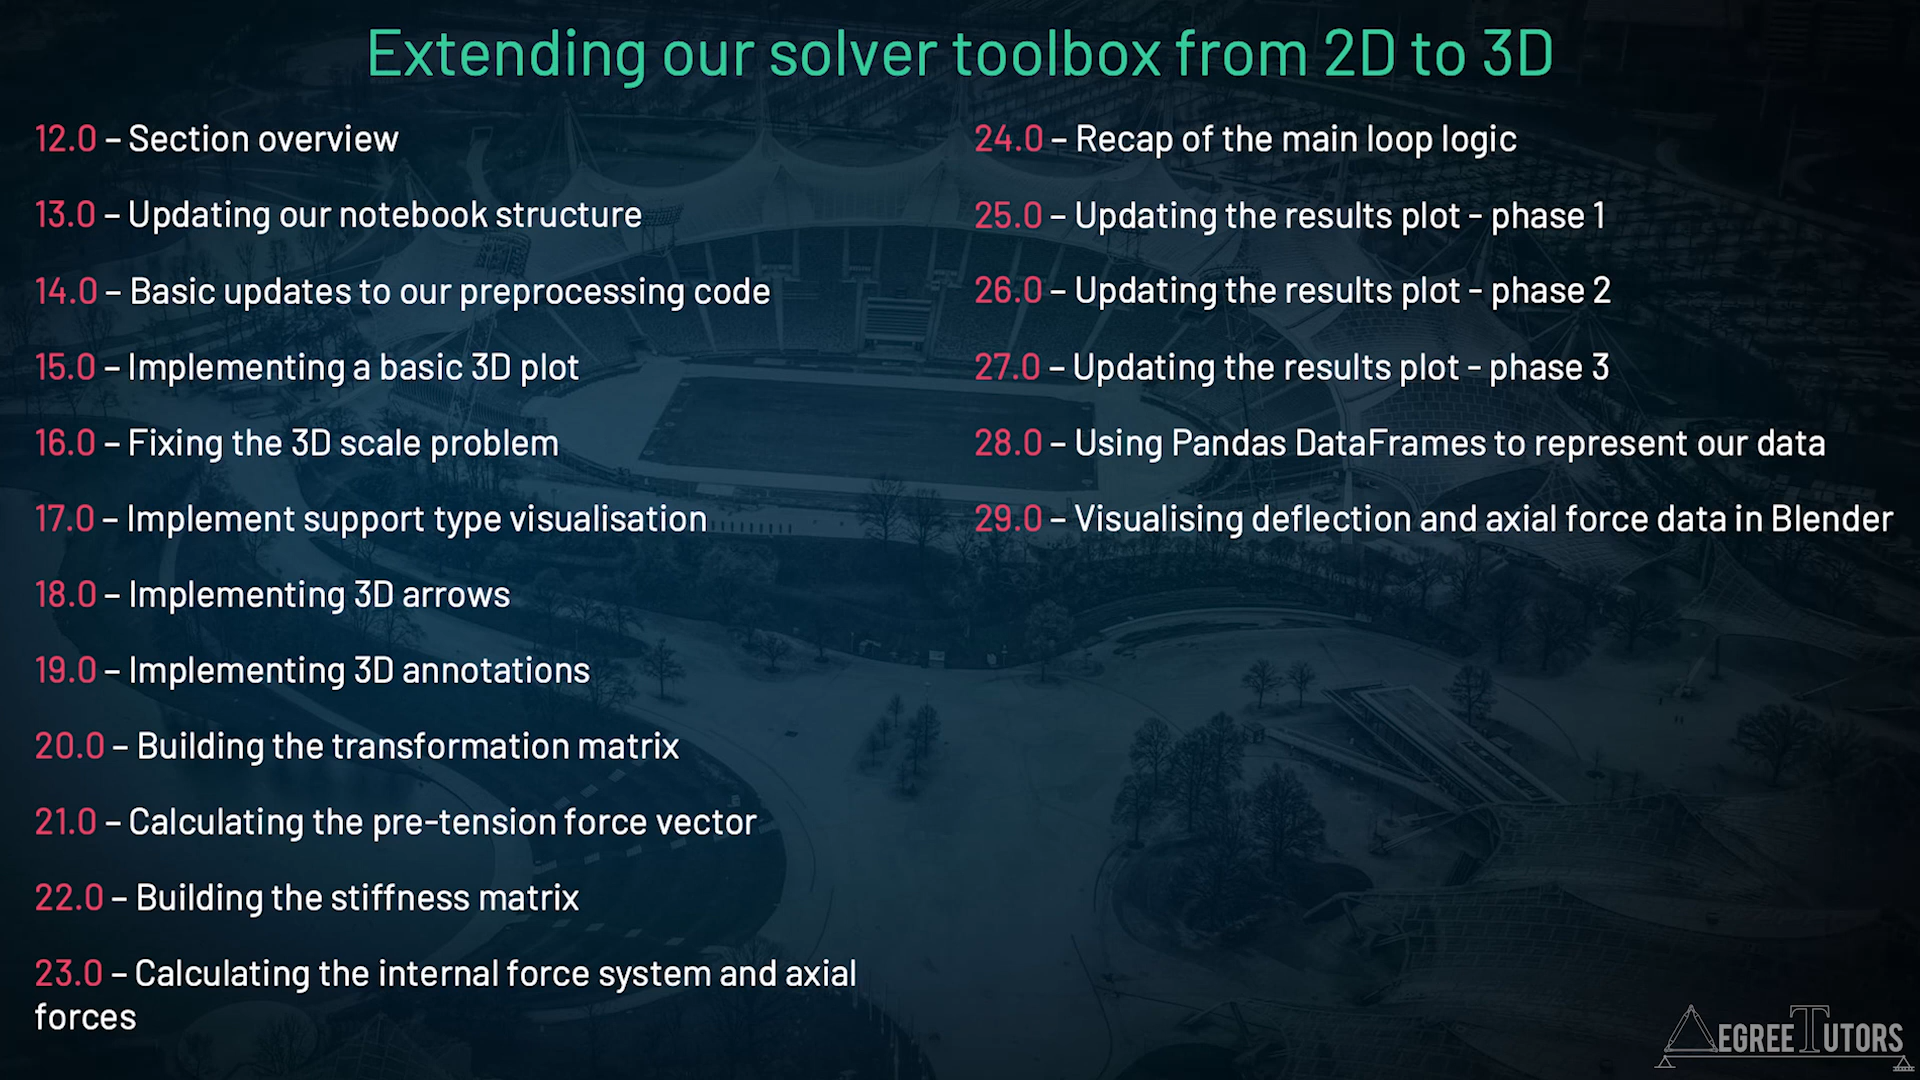 Extending our solver toolbox from 2D to 3D
12.0 – Section overview
13.0 – Updating our notebook structure
14.0 – Basic updates to our preprocessing code
15.0 – Implementing a basic 3D plot
16.0 – Fixing the 3D scale problem
17.0 – Implement support type visualisation
18.0 – Implementing 3D arrows
19.0 – Implementing 3D annotations
20.0 – Building the transformation matrix
21.0 – Calculating the pre-tension force vector
22.0 – Building the stiffness matrix
23.0 – Calculating the internal force system and axial
forces
24.0 – Recap of the main loop logic
25.0 – Updating the results plot - phase 1
26.0 – Updating the results plot - phase 2
27.0 – Updating the results plot - phase 3
28.0 – Using Pandas DataFrames to represent our data
29.0 – Visualising deflection and axial force data in Blender
DEGREE TUTORS